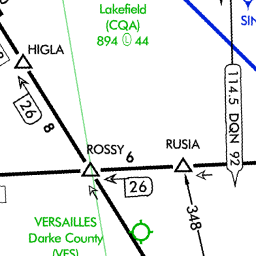 Lakefield
(CQA)
894 Ⓛ 44
SIN
HIGLA
26
8
114.5 DQN 92
ROSSY
6
RUSIA
26
348
VERSAILLES
Darke County
(VES)